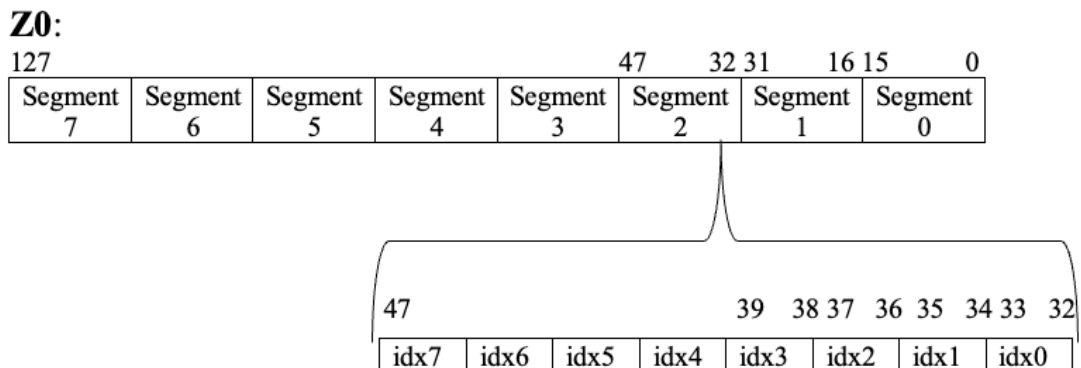 Z0:
127 47 32 31 16 15 0
Segment Segment Segment Segment Segment Segment Segment Segment
7 6 5 4 3 2 1 0
47 39 38 37 36 35 34 33 32
idx7 idx6 idx5 idx4 idx3 idx2 idx1 idx0